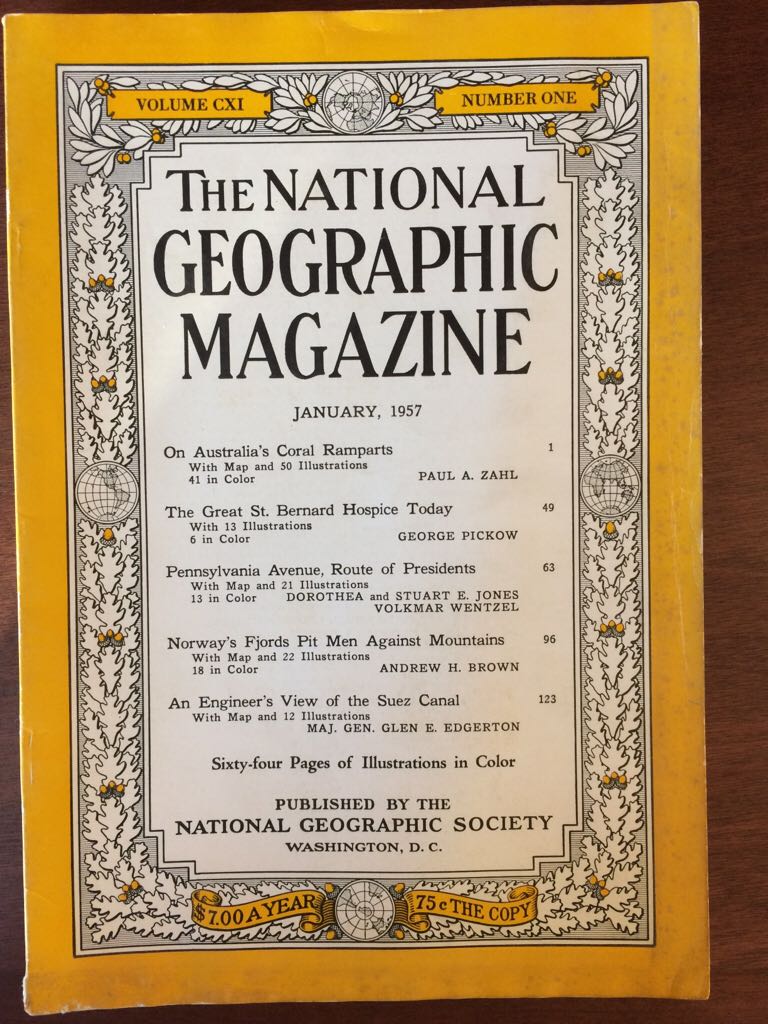 VOLUME CXI
NUMBER ONE
THE NATIONAL
GEOGRAPHIC
MAGAZINE
JANUARY, 1957
On Australia's Coral Ramparts 1
With Map and 50 Illustrations
41 in Color PAUL A. ZAHL
The Great St. Bernard Hospice Today 49
With 13 Illustrations
6 in Color GEORGE PICKOW
Pennsylvania Avenue, Route of Presidents 63
With Map and 21 Illustrations
13 in Color DOROTHEA and STUART E. JONES
VOLKMAR WENTZEL
Norway's Fjords Pit Men Against Mountains 96
With Map and 22 Illustrations
18 in Color ANDREW H. BROWN
An Engineer's View of the Suez Canal 123
With Map and 12 Illustrations
MAJ. GEN. GLEN E. EDGERTON
Sixty-four Pages of Illustrations in Color
PUBLISHED BY THE
NATIONAL GEOGRAPHIC SOCIETY
WASHINGTON, D. C.
$7.00 A YEAR
75c THE COPY